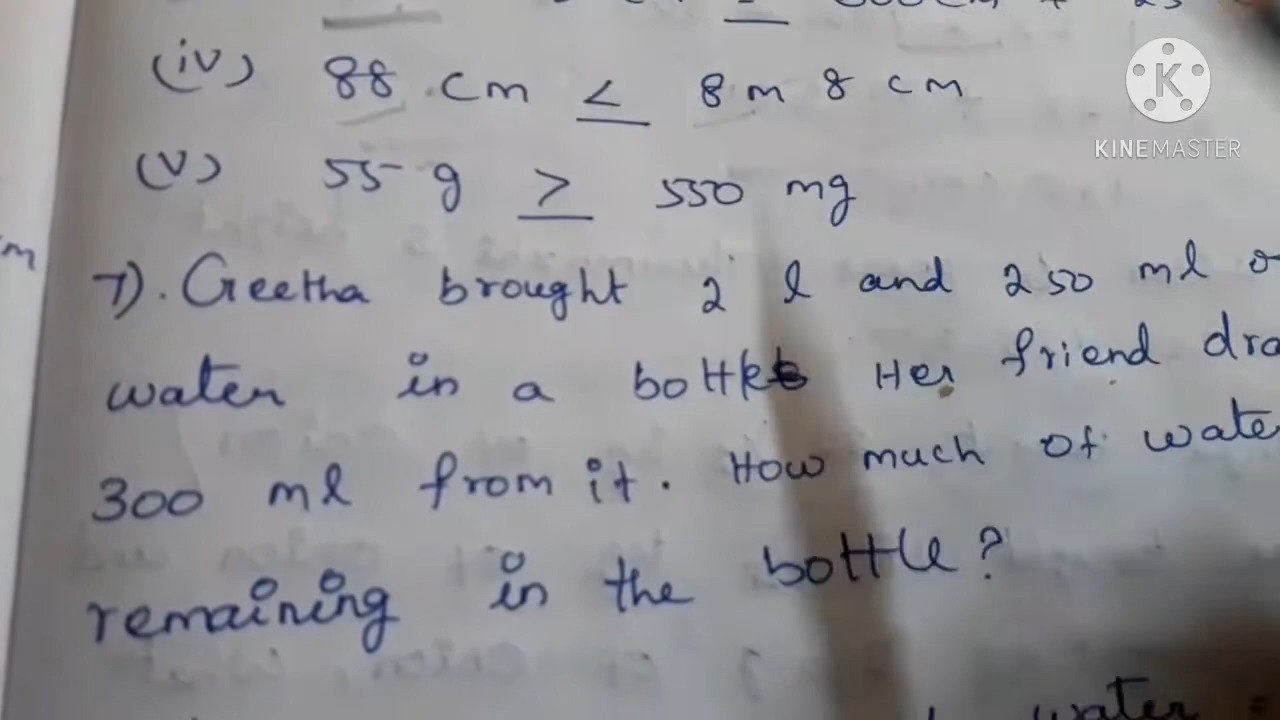 (iv) 88 cm < 8 m 8 cm
(v) 55 g > 550 mg
7). Geetha brought 2 l and 250 ml
water in a bottle Her friend
300 ml from it. How much of
remaining in the bottle?
water =
KINEMASTER